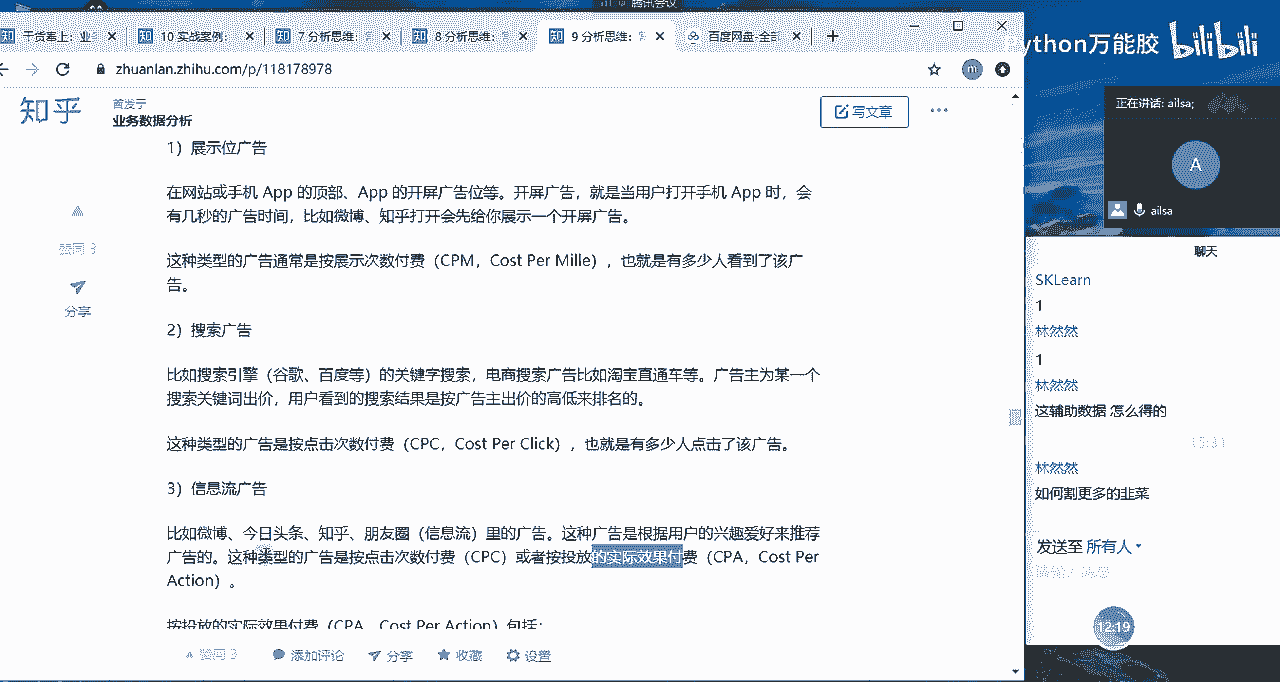 腾讯会议
干货奉上：业
10 实战案例：
7 分析思维：
8 分析思维：
9 分析思维：
百度网盘-全部
zhuanlan.zhihu.com/p/118178978
m
知乎
首发于
业务数据分析
写文章
1）展示位广告
在网站或手机 App 的顶部、App 的开屏广告位等。开屏广告，就是当用户打开手机 App 时，会
有几秒的广告时间，比如微博、知乎打开会先给你展示一个开屏广告。
这种类型的广告通常是按展示次数付费（CPM，Cost Per Mille），也就是有多少人看到了该广
告。
2）搜索广告
比如搜索引擎（谷歌、百度等）的关键字搜索，电商搜索广告比如淘宝直通车等。广告主为某一个
搜索关键词出价，用户看到的搜索结果是按广告主出价的高低来排名的。
这种类型的广告是按点击次数付费（CPC，Cost Per Click），也就是有多少人点击了该广告。
3）信息流广告
比如微博、今日头条、知乎、朋友圈（信息流）里的广告。这种广告是根据用户的兴趣爱好来推荐
广告的。这种类型的广告是按点击次数付费（CPC）或者按投放的实际效果付费（CPA，Cost Per
Action）。
按投放的实际效果付费（CPA，Cost Per Action）包括：
赞同 3
分享
赞同 3
添加评论
分享
收藏
设置
ython万能胶
bilibili
正在讲话: ailsa;
A
ailsa
聊天
SKLearn
1
林然然
1
林然然
这辅助数据 怎么得的
林然然
如何割更多的韭菜
发送至 所有人
12:19